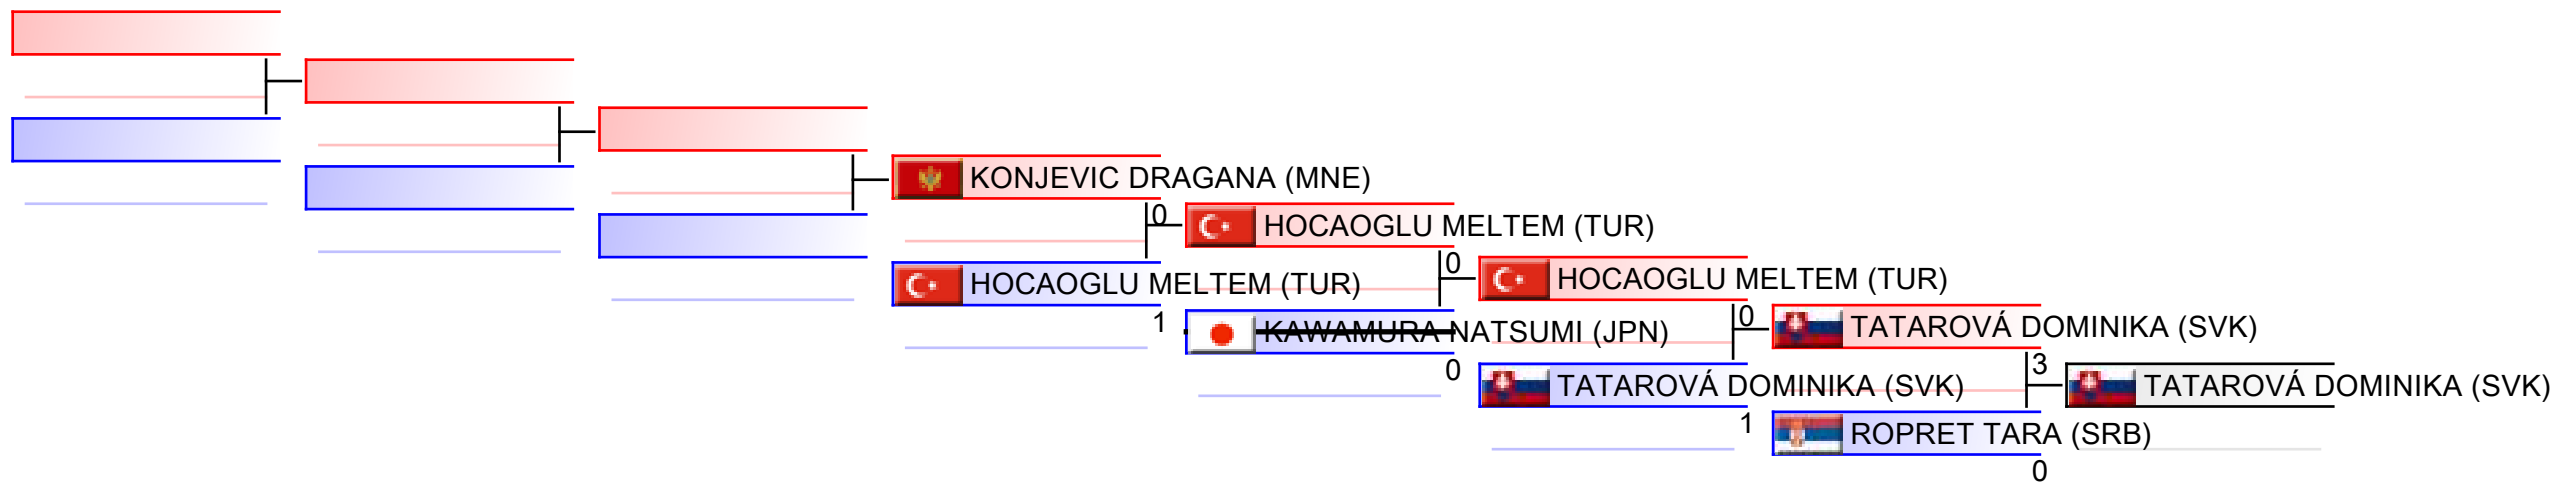 KONJEVIC DRAGANA (MNE)
0
HOCAOGLU MELTEM (TUR)
HOCAOGLU MELTEM (TUR)
1
0
HOCAOGLU MELTEM (TUR)
KAWAMURA NATSUMI (JPN)
0
0
TATAROVÁ DOMINIKA (SVK)
TATAROVÁ DOMINIKA (SVK)
1
3
TATAROVÁ DOMINIKA (SVK)
ROPRET TARA (SRB)
0